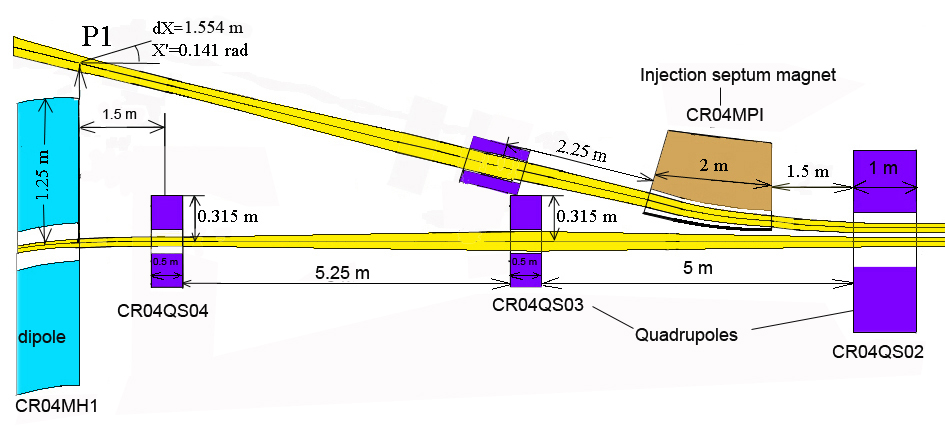 P1
dX=1.554 m
X'=0.141 rad
Injection septum magnet
CR04MPI
1.5 m
2.25 m
2 m
1.5 m
1 m
1.25 m
0.315 m
0.315 m
0.5 m
0.5 m
5.25 m
5 m
CR04QS04
CR04QS03
Quadrupoles
dipole
CR04QS02
CR04MH1